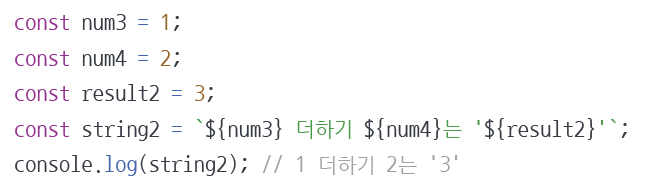 const num3 = 1;
const num4 = 2;
const result2 = 3;
const string2 = `${num3} 더하기 ${num4}는 '${result2}'`;
console.log(string2); // 1 더하기 2는 '3'